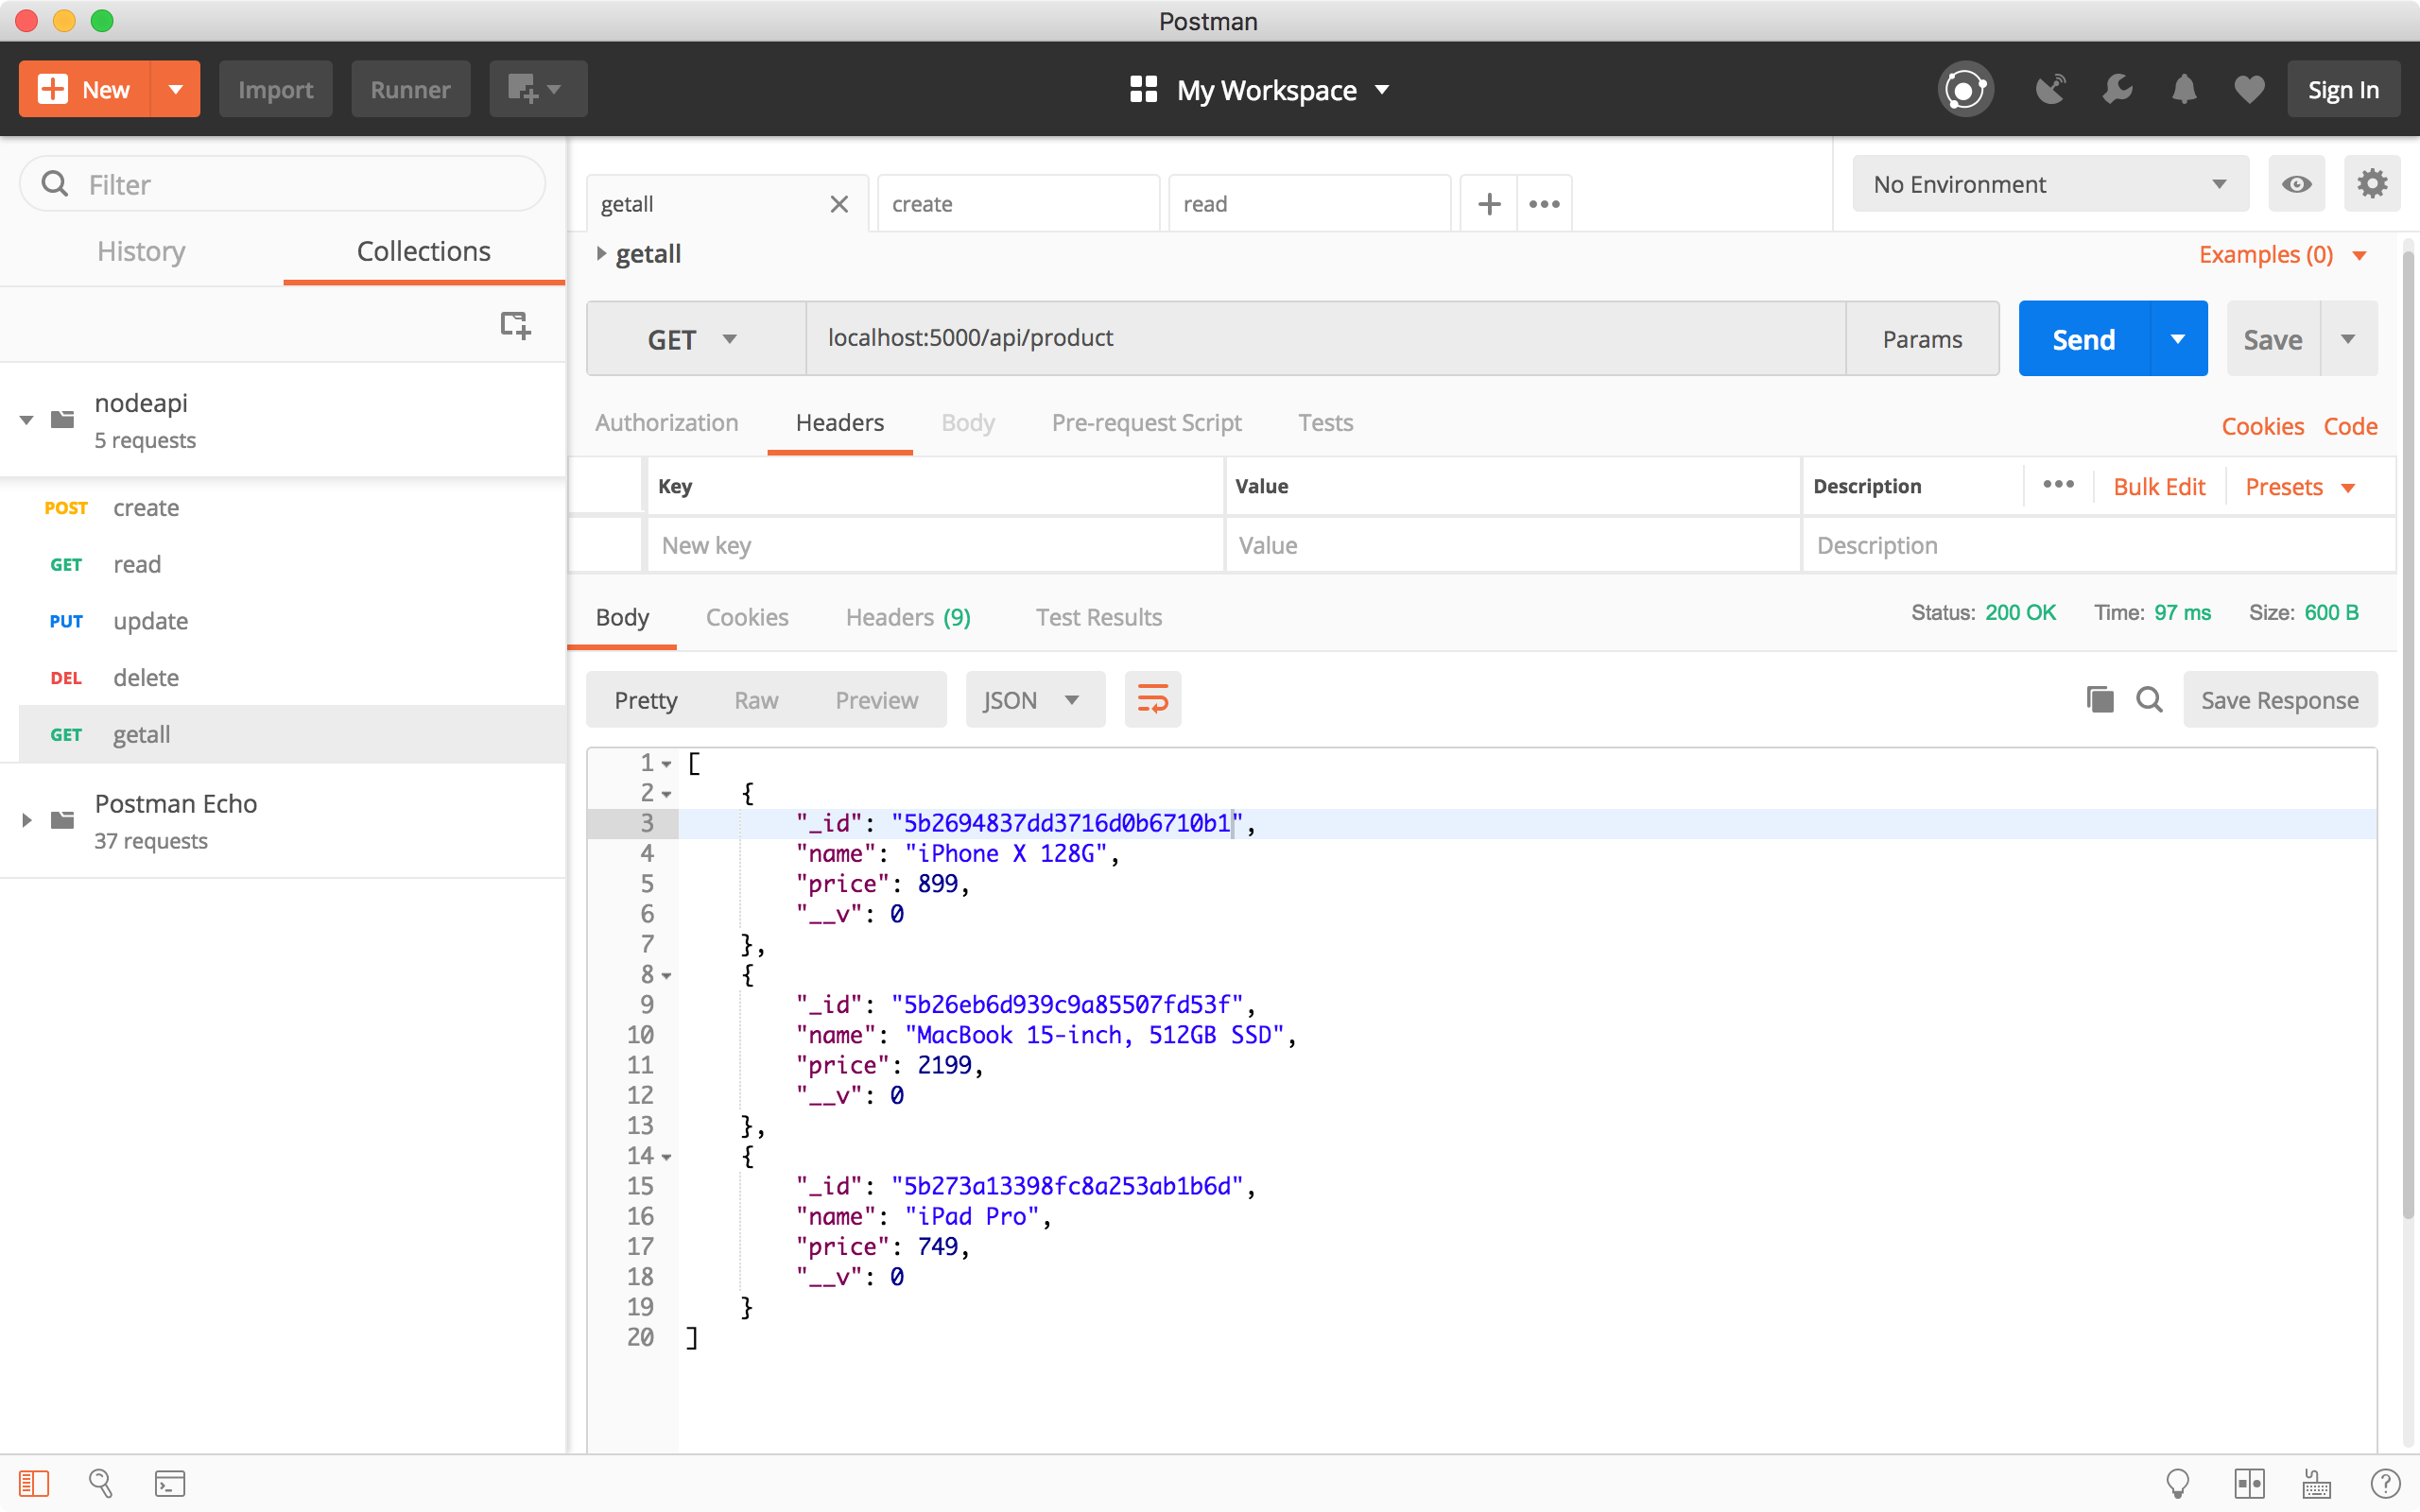 Postman
New
Import
Runner
My Workspace
Sign In
Filter
History
Collections
nodeapi
5 requests
POST create
GET read
PUT update
DEL delete
GET getall
Postman Echo
37 requests
getall
create
read
No Environment
getall
Examples (0)
GET
localhost:5000/api/product
Params
Send
Save
Authorization
Headers
Body
Pre-request Script
Tests
Cookies
Code
Key
Value
Description
Bulk Edit
Presets
New key
Value
Description
Body
Cookies
Headers (9)
Test Results
Status: 200 OK
Time: 97 ms
Size: 600 B
Pretty
Raw
Preview
JSON
Save Response
1 [
2 {
3 "_id": "5b2694837dd3716d0b6710b1",
4 "name": "iPhone X 128G",
5 "price": 899,
6 "__v": 0
7 },
8 {
9 "_id": "5b26eb6d939c9a85507fd53f",
10 "name": "MacBook 15-inch, 512GB SSD",
11 "price": 2199,
12 "__v": 0
13 },
14 {
15 "_id": "5b273a13398fc8a253ab1b6d",
16 "name": "iPad Pro",
17 "price": 749,
18 "__v": 0
19 }
20 ]